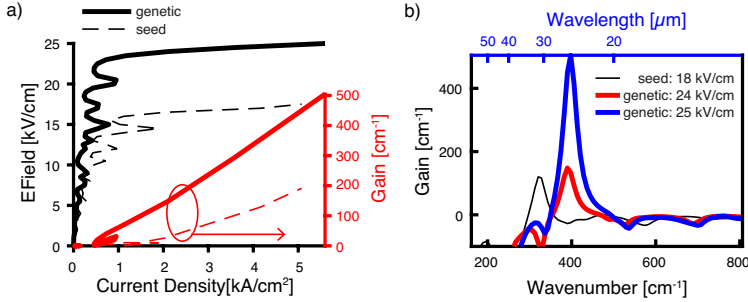 a)
genetic
seed
25
20
15
10
5
0
EField [kV/cm]
0
1
2
3
4
5
Current Density[kA/cm²]
500
400
300
200
100
0
Gain [cm⁻¹]
b)
Wavelength [µm]
50 40 30 20
seed: 18 kV/cm
genetic: 24 kV/cm
genetic: 25 kV/cm
400
200
0
Gain [cm⁻¹]
200 400 600 800
Wavenumber [cm⁻¹]